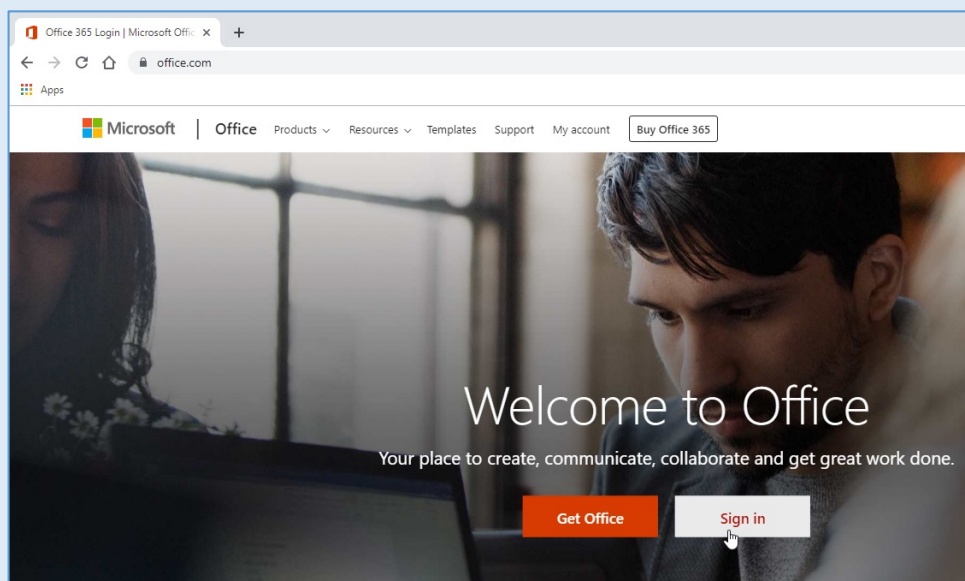 Office 365 Login | Microsoft Offic
office.com
Apps
Microsoft Office Products Resources Templates Support My account Buy Office 365
Welcome to Office
Your place to create, communicate, collaborate and get great work done.
Get Office Sign in